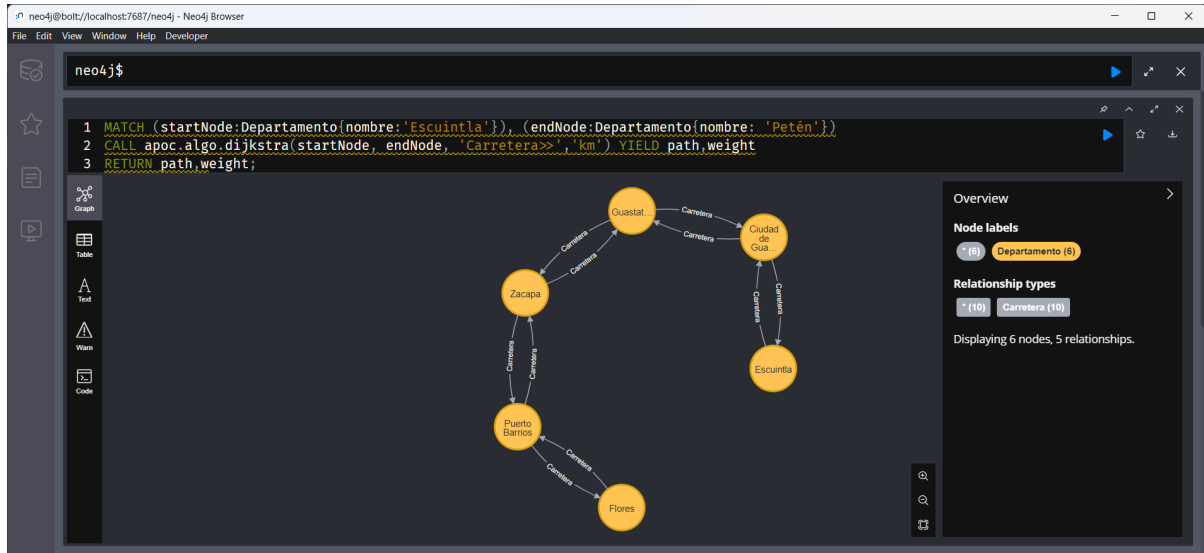 neo4j@bolt://localhost:7687/neo4j - Neo4j Browser
File Edit View Window Help Developer
neo4j$
1 MATCH (startNode:Departamento{nombre:'Escuintla'}), (endNode:Departamento{nombre: 'Petén'})
2 CALL apoc.algo.dijkstra(startNode, endNode, 'Carretera>>','km') YIELD path,weight
3 RETURN path,weight;
Graph
Table
Text
Warn
Code
Guastat...
Carretera
Carretera
Ciudad
de
Gua...
Carretera
Carretera
Zacapa
Carretera
Carretera
Escuintla
Carretera
Carretera
Puerto
Barrios
Carretera
Carretera
Flores
Overview
Node labels
* (6) Departamento (6)
Relationship types
* (10) Carretera (10)
Displaying 6 nodes, 5 relationships.